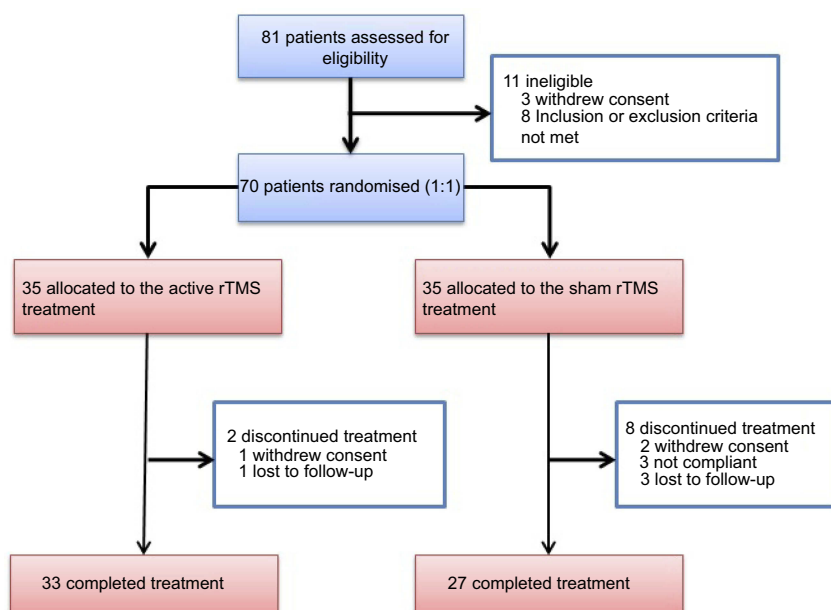 81 patients assessed for
eligibility
11 ineligible
3 withdrew consent
8 Inclusion or exclusion criteria
not met
70 patients randomised (1:1)
35 allocated to the active rTMS
treatment
35 allocated to the sham rTMS
treatment
2 discontinued treatment
1 withdrew consent
1 lost to follow-up
8 discontinued treatment
2 withdrew consent
3 not compliant
3 lost to follow-up
33 completed treatment
27 completed treatment